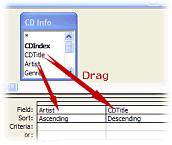 CD Info
*
CDIndex
CDTitle
Artist
Genre
Drag
Field: Artist CDTitle
Sort: Ascending Descending
Criteria:
or: